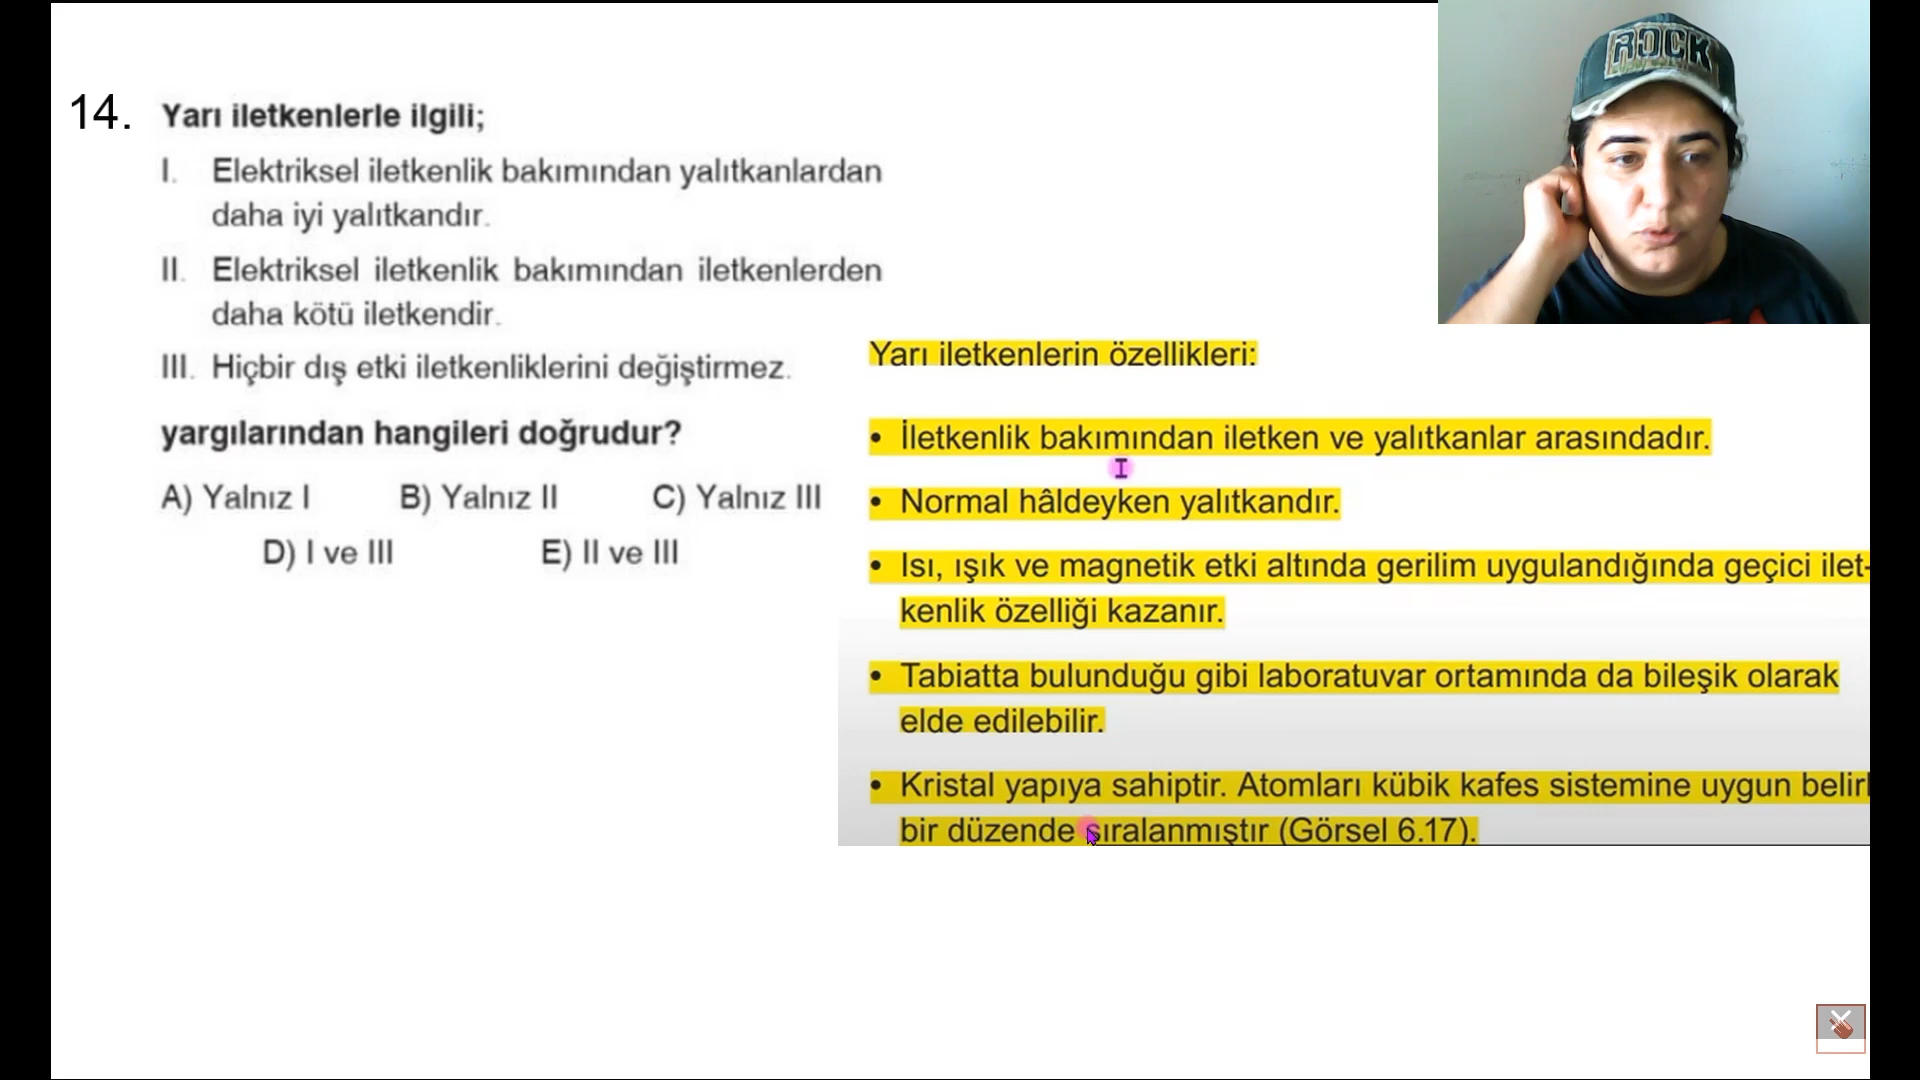 14. Yarı iletkenlerle ilgili;
I. Elektriksel iletkenlik bakımından yalıtkanlardan
daha iyi yalıtkandır.
II. Elektriksel iletkenlik bakımından iletkenlerden
daha kötü iletkendir.
III. Hiçbir dış etki iletkenliklerini değiştirmez.
yargılarından hangileri doğrudur?
A) Yalnız I B) Yalnız II C) Yalnız III
D) I ve III E) II ve III
Yarı iletkenlerin özellikleri:
• İletkenlik bakımından iletken ve yalıtkanlar arasındadır.
• Normal hâldeyken yalıtkandır.
• Isı, ışık ve magnetik etki altında gerilim uygulandığında geçici ilet-
kenlik özelliği kazanır.
• Tabiatta bulunduğu gibi laboratuvar ortamında da bileşik olarak
elde edilebilir.
• Kristal yapıya sahiptir. Atomları kübik kafes sistemine uygun belirl
bir düzende sıralanmıştır (Görsel 6.17).
ROCK